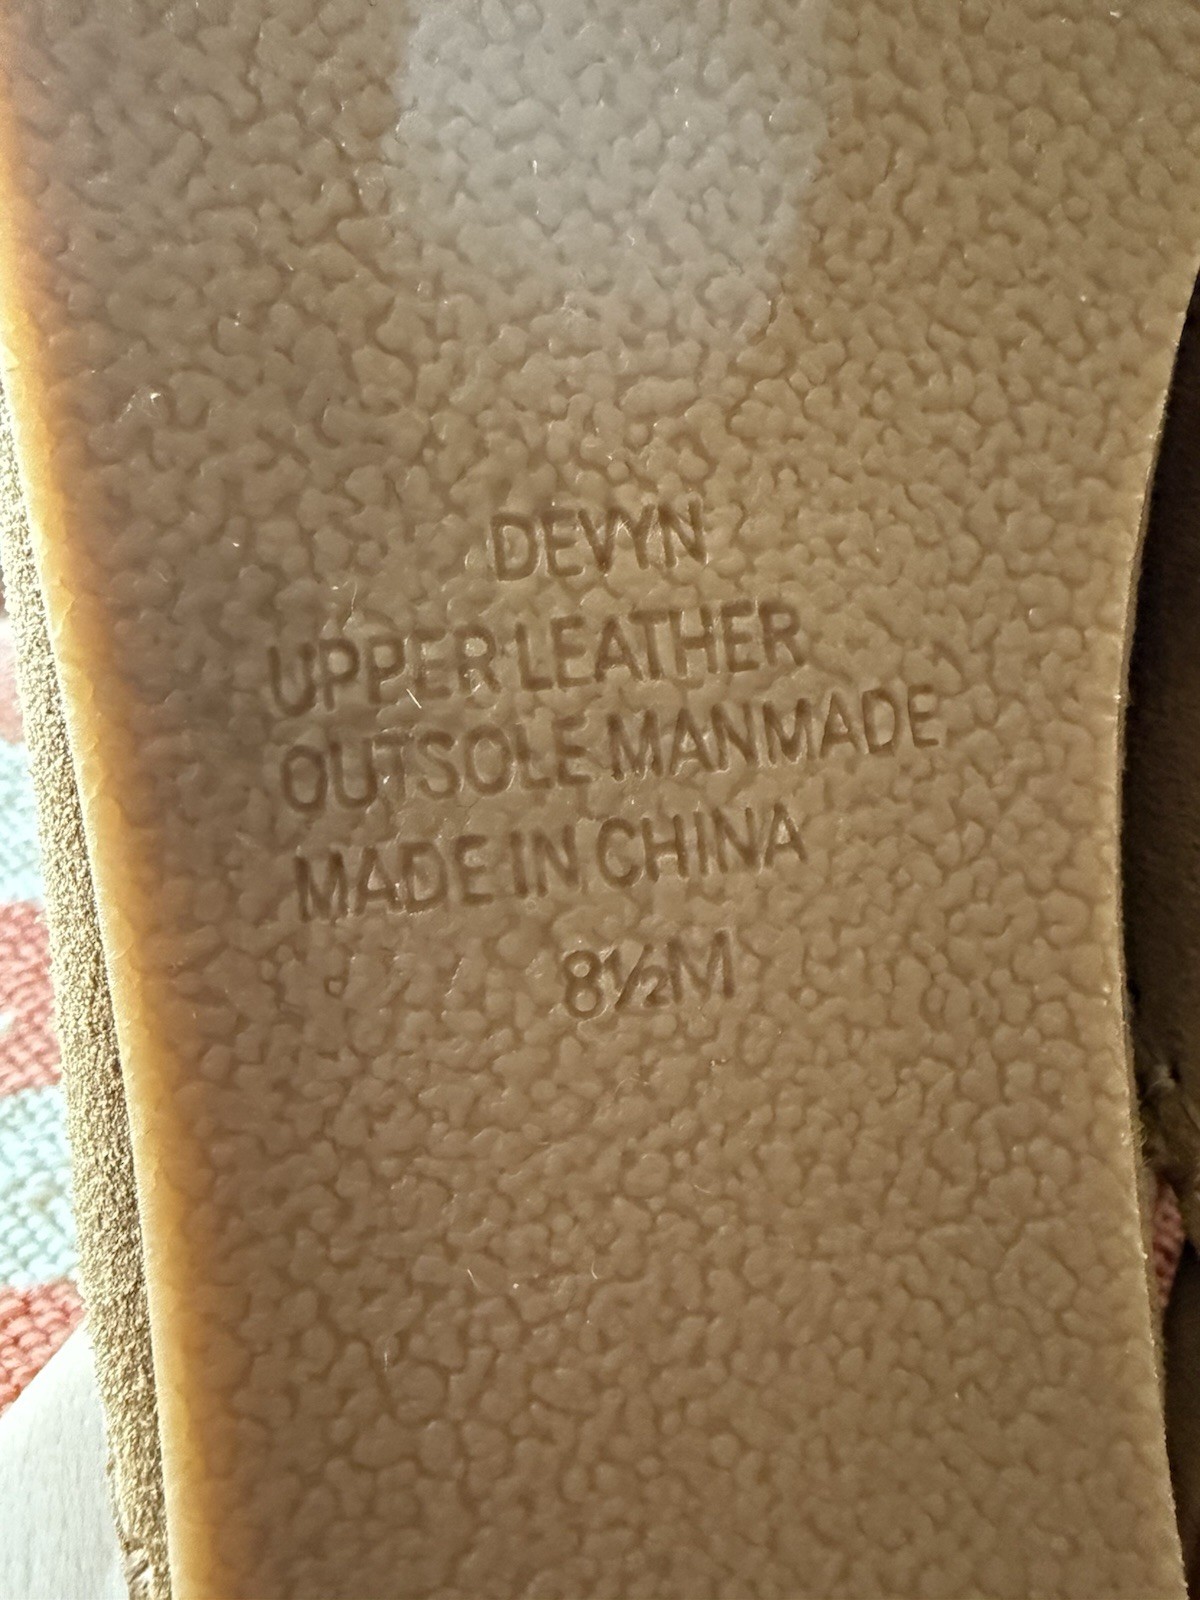 DEVYN
UPPER LEATHER
OUTSOLE MANMADE
MADE IN CHINA
8½M